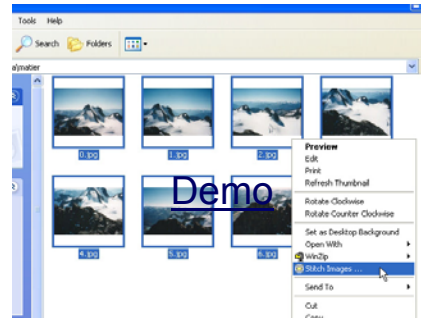 Tools Help
Search Folders
a\matier
0.jpg 1.jpg 2.jpg
Preview
Edit
Print
Refresh Thumbnail
Rotate Clockwise
Rotate Counter Clockwise
Demo
Set as Desktop Background
Open With
4.jpg 5.jpg 6.jpg
WinZip
Stitch Images ...
Send To
Cut
Copy